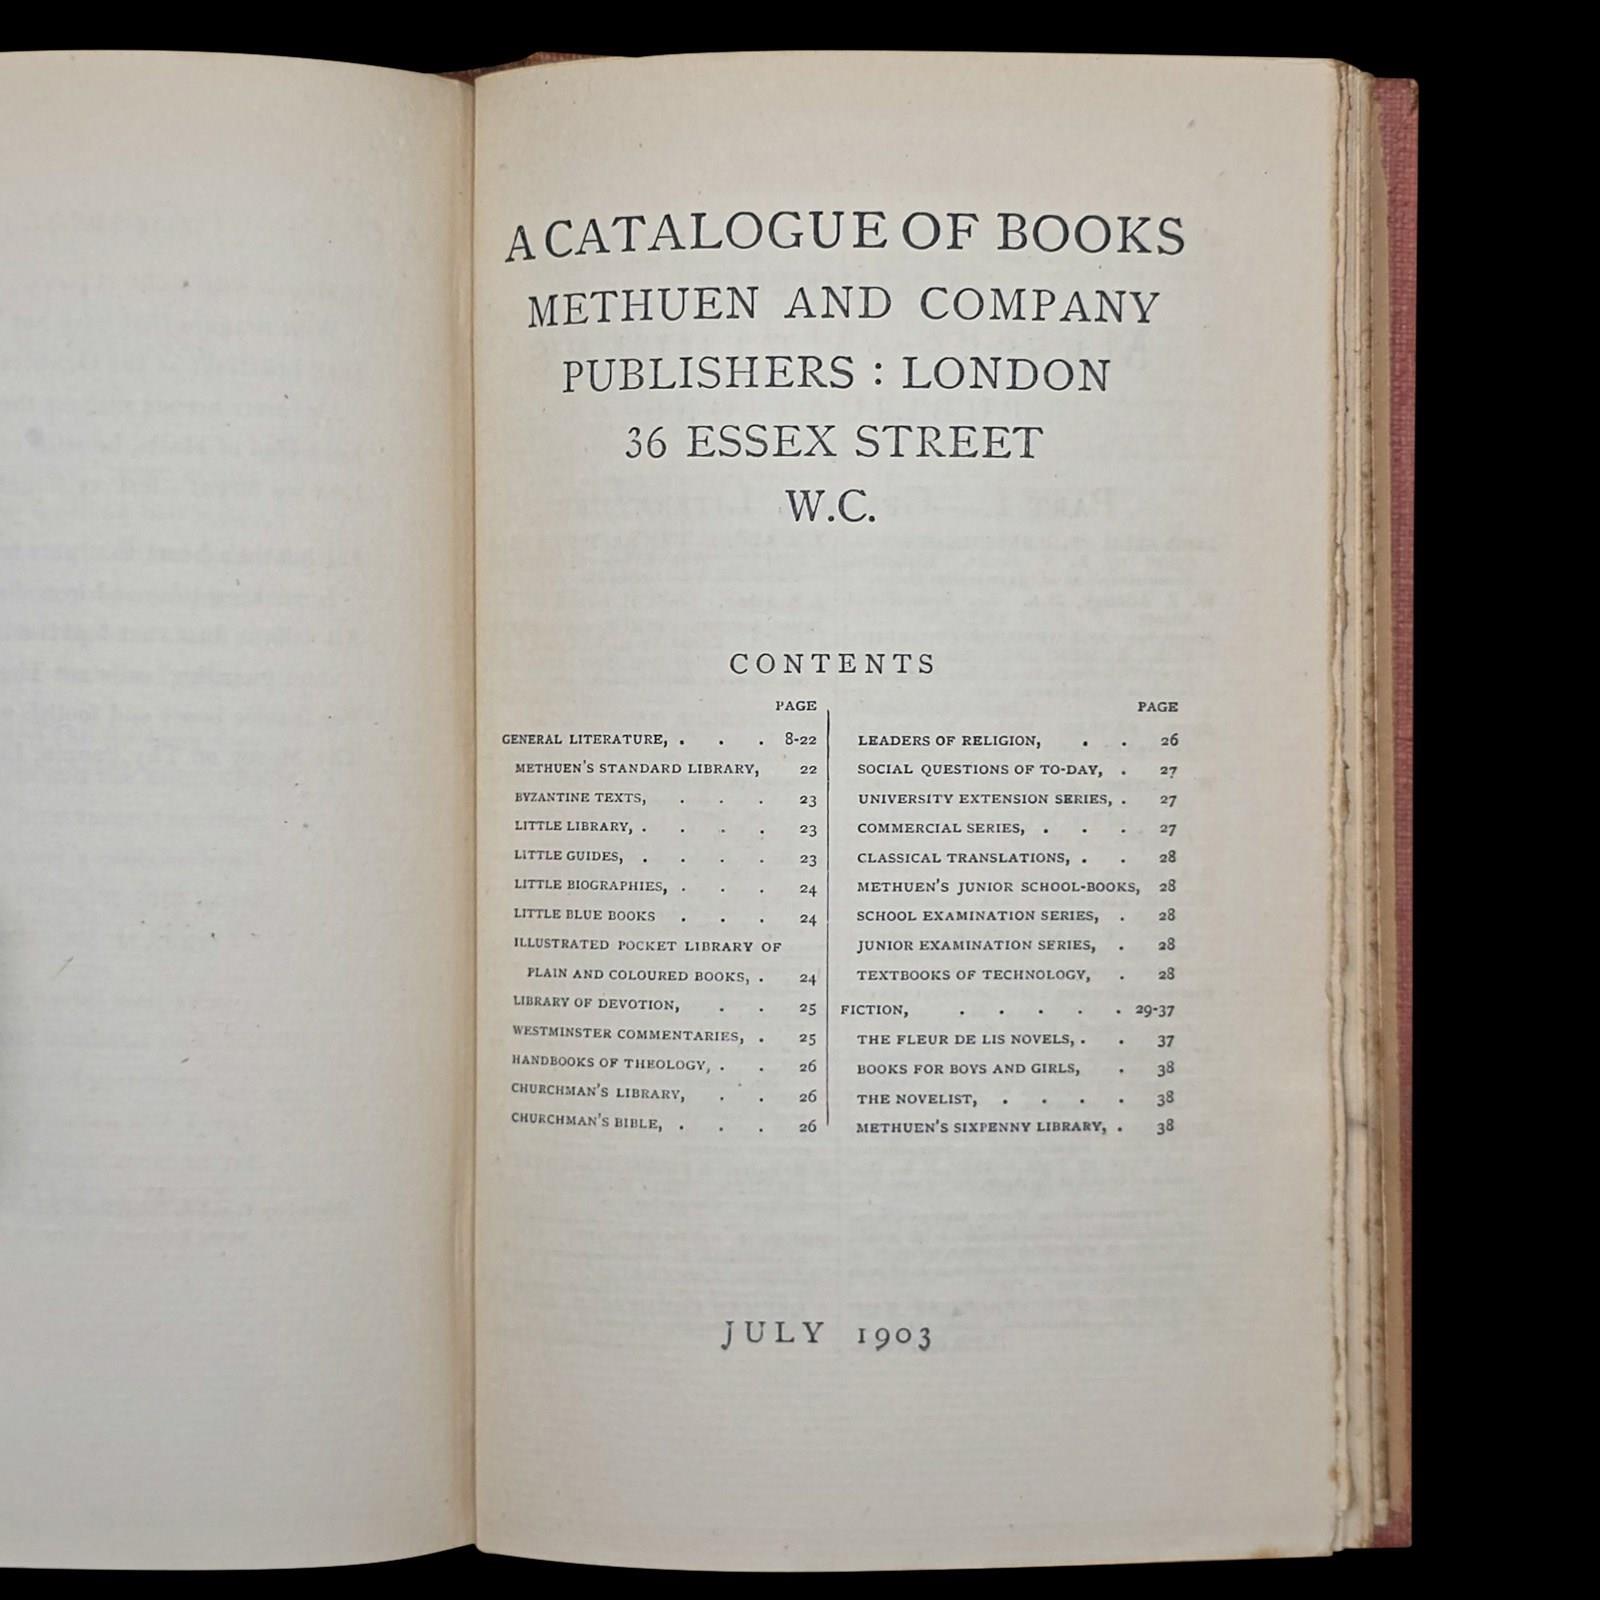 A CATALOGUE OF BOOKS
METHUEN AND COMPANY
PUBLISHERS : LONDON
36 ESSEX STREET
W.C.
CONTENTS
PAGE
GENERAL LITERATURE, . . . 8-22
METHUEN'S STANDARD LIBRARY, 22
BYZANTINE TEXTS, . . . 23
LITTLE LIBRARY, . . . . 23
LITTLE GUIDES, . . . . 23
LITTLE BIOGRAPHIES, . . . 24
LITTLE BLUE BOOKS . . . 24
ILLUSTRATED POCKET LIBRARY OF
PLAIN AND COLOURED BOOKS, . 24
LIBRARY OF DEVOTION, . . 25
WESTMINSTER COMMENTARIES, . 25
HANDBOOKS OF THEOLOGY, . . 26
CHURCHMAN'S LIBRARY, . . 26
CHURCHMAN'S BIBLE, . . . 26
PAGE
LEADERS OF RELIGION, . . 26
SOCIAL QUESTIONS OF TO-DAY, . 27
UNIVERSITY EXTENSION SERIES, . 27
COMMERCIAL SERIES, . . . 27
CLASSICAL TRANSLATIONS, . . 28
METHUEN'S JUNIOR SCHOOL-BOOKS, 28
SCHOOL EXAMINATION SERIES, . 28
JUNIOR EXAMINATION SERIES, . 28
TEXTBOOKS OF TECHNOLOGY, . 28
FICTION, . . . . . 29-37
THE FLEUR DE LIS NOVELS, . . 37
BOOKS FOR BOYS AND GIRLS, . 38
THE NOVELIST, . . . . 38
METHUEN'S SIXPENNY LIBRARY, . 38
JULY 1903